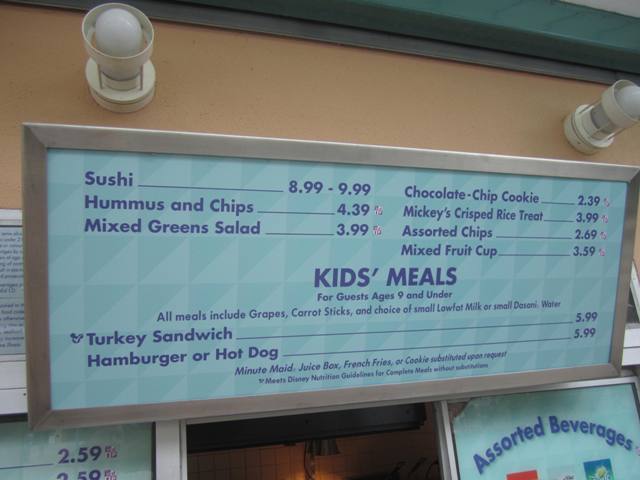 Sushi 8.99 - 9.99
Hummus and Chips 4.39
Mixed Greens Salad 3.99
Chocolate-Chip Cookie 2.39
Mickey's Crisped Rice Treat 3.99
Assorted Chips 2.69
Mixed Fruit Cup 3.59
KIDS' MEALS
For Guests Ages 9 and Under
All meals include Grapes, Carrot Sticks, and choice of small Lowfat Milk or small Dasani® Water
Turkey Sandwich 5.99
Hamburger or Hot Dog 5.99
Minute Maid® Juice Box, French Fries, or Cookie substituted upon request
Meets Disney Nutrition Guidelines for Complete Meals without substitutions
2.59
2.59
Assorted Beverages